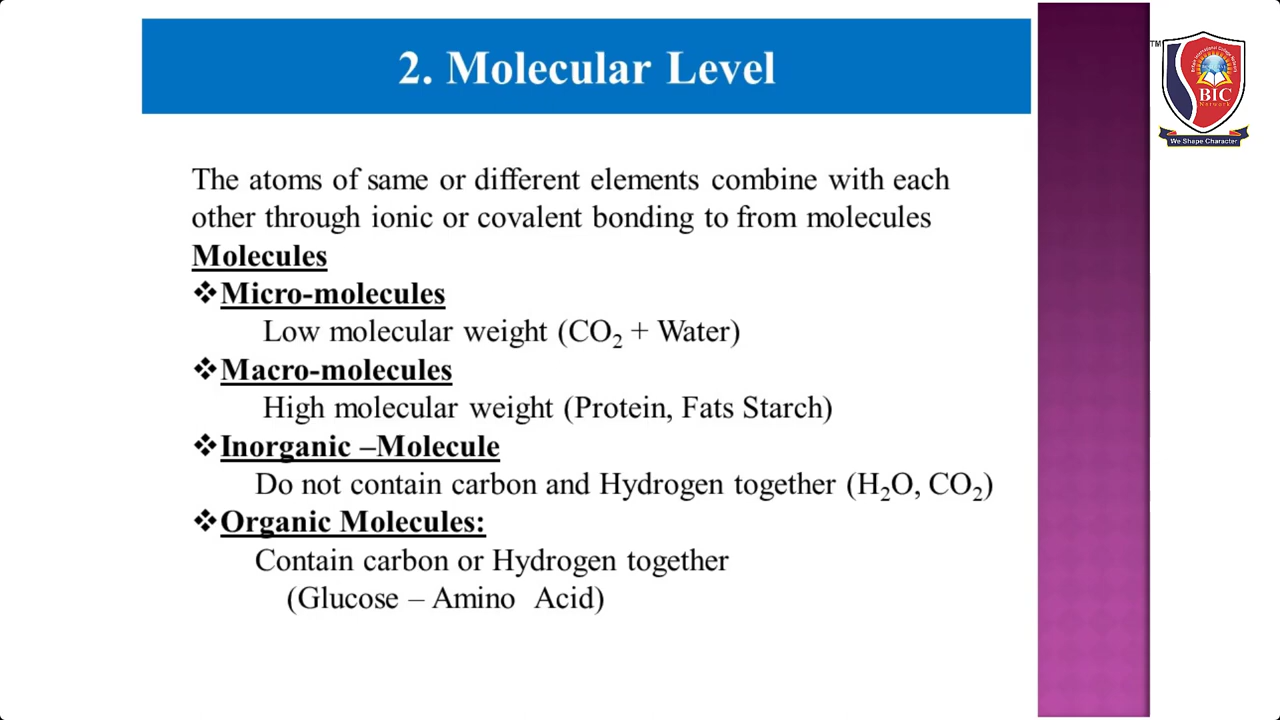 2. Molecular Level
TM
BIC
Network
We Shape Character
The atoms of same or different elements combine with each
other through ionic or covalent bonding to from molecules
Molecules
❖Micro-molecules
Low molecular weight (CO₂ + Water)
❖Macro-molecules
High molecular weight (Protein, Fats Starch)
❖Inorganic –Molecule
Do not contain carbon and Hydrogen together (H₂O, CO₂)
❖Organic Molecules:
Contain carbon or Hydrogen together
(Glucose – Amino Acid)